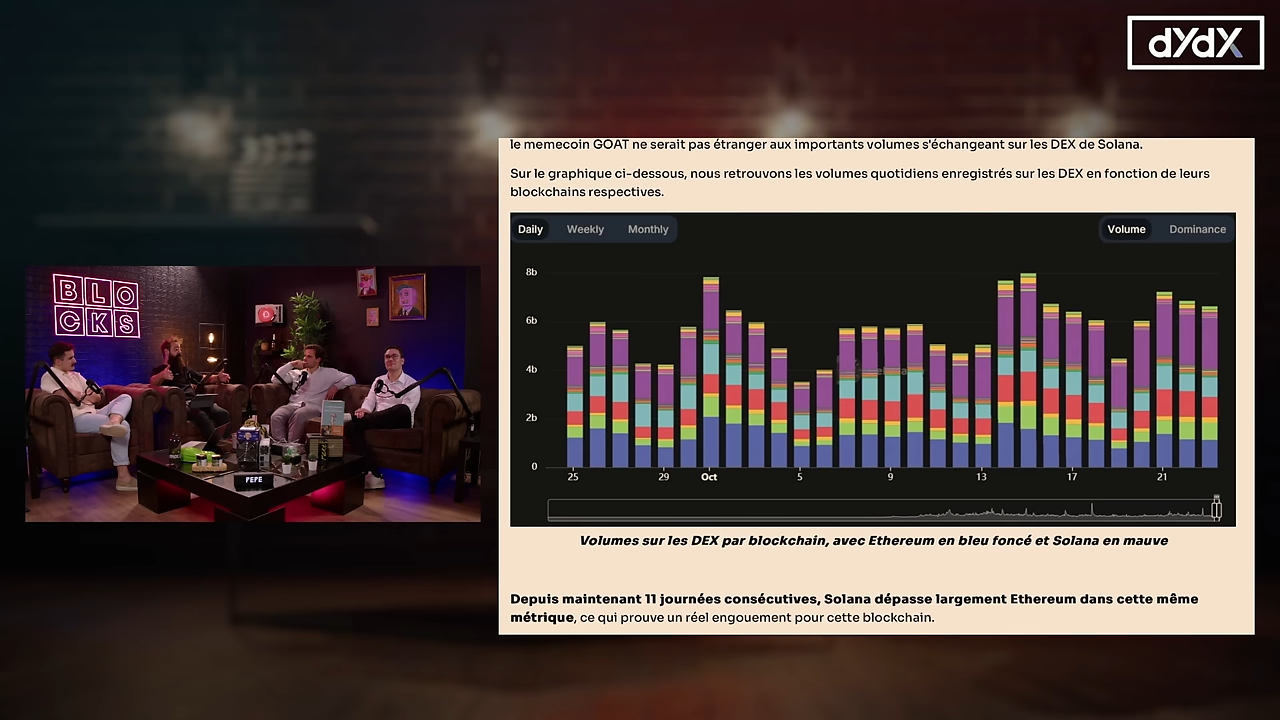 dYdX
le memecoin GOAT ne serait pas étranger aux importants volumes s'échangeant sur les DEX de Solana.
Sur le graphique ci-dessous, nous retrouvons les volumes quotidiens enregistrés sur les DEX en fonction de leurs
blockchains respectives.
Daily Weekly Monthly Volume Dominance
8b
6b
4b
2b
0
25 29 Oct 5 9 13 17 21
BLO
CKS
PEPE
Volumes sur les DEX par blockchain, avec Ethereum en bleu foncé et Solana en mauve
Depuis maintenant 11 journées consécutives, Solana dépasse largement Ethereum dans cette même
métrique, ce qui prouve un réel engouement pour cette blockchain.